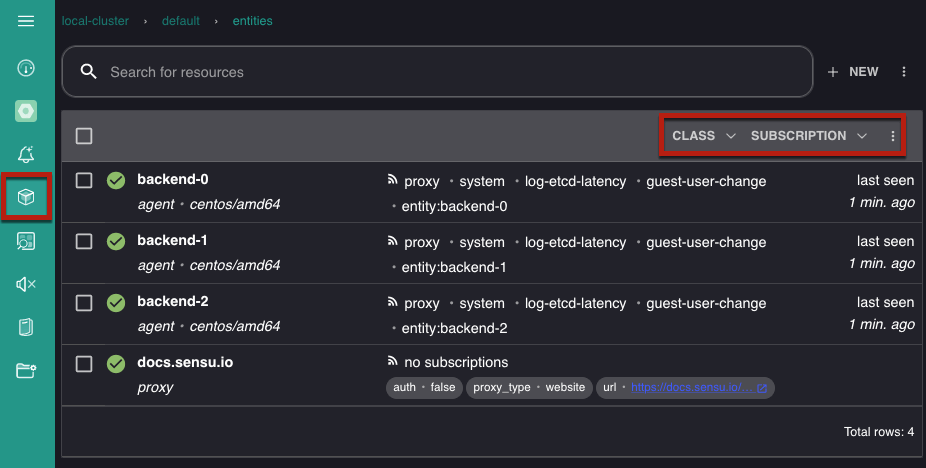 local-cluster › default › entities
Search for resources
+ NEW
CLASS SUBSCRIPTION
backend-0 proxy • system • log-etcd-latency • guest-user-change last seen
agent • centos/amd64 • entity:backend-0 1 min. ago
backend-1 proxy • system • log-etcd-latency • guest-user-change last seen
agent • centos/amd64 • entity:backend-1 1 min. ago
backend-2 proxy • system • log-etcd-latency • guest-user-change last seen
agent • centos/amd64 • entity:backend-2 1 min. ago
docs.sensu.io no subscriptions
proxy auth • false proxy_type • website url • https://docs.sensu.io/...
Total rows: 4